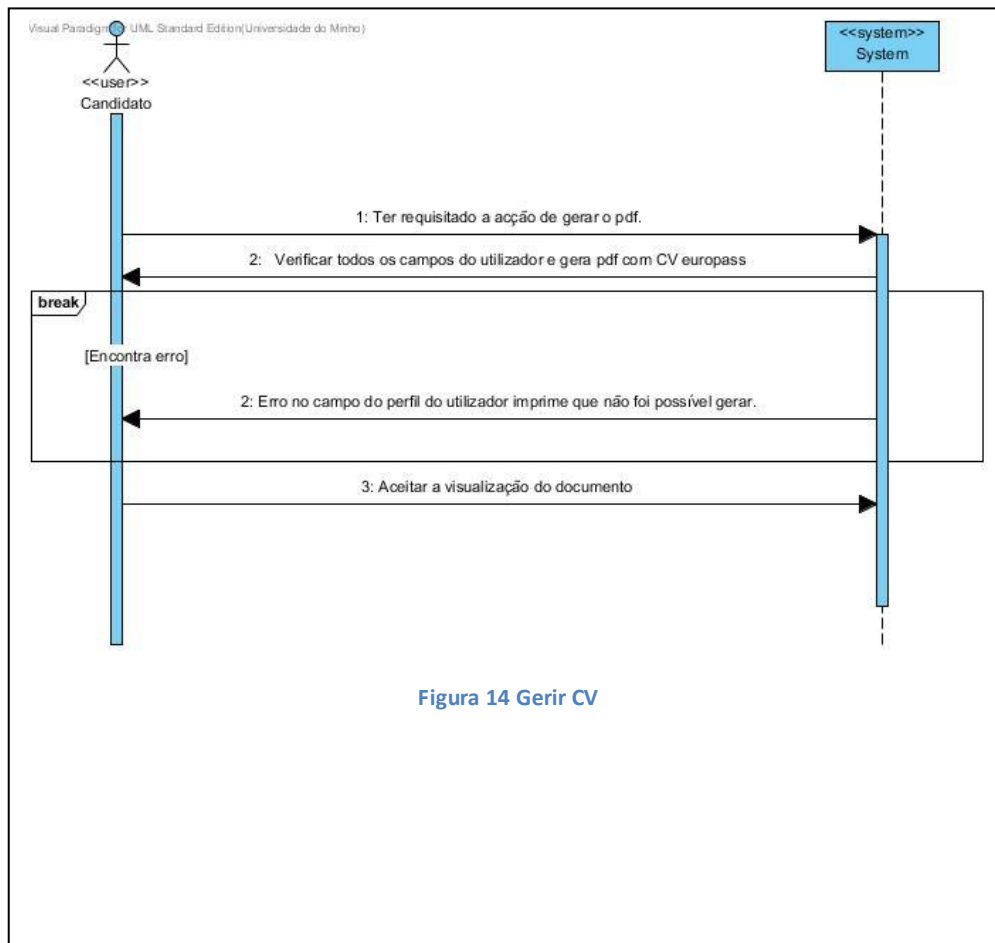 Visual Paradigm for UML Standard Edition(Universidade do Minho)
<<system>>
System
<<user>>
Candidato
1: Ter requisitado a acção de gerar o pdf.
2: Verificar todos os campos do utilizador e gera pdf com CV europass
break
[Encontra erro]
2: Erro no campo do perfil do utilizador imprime que não foi possível gerar.
3: Aceitar a visualização do documento
Figura 14 Gerir CV